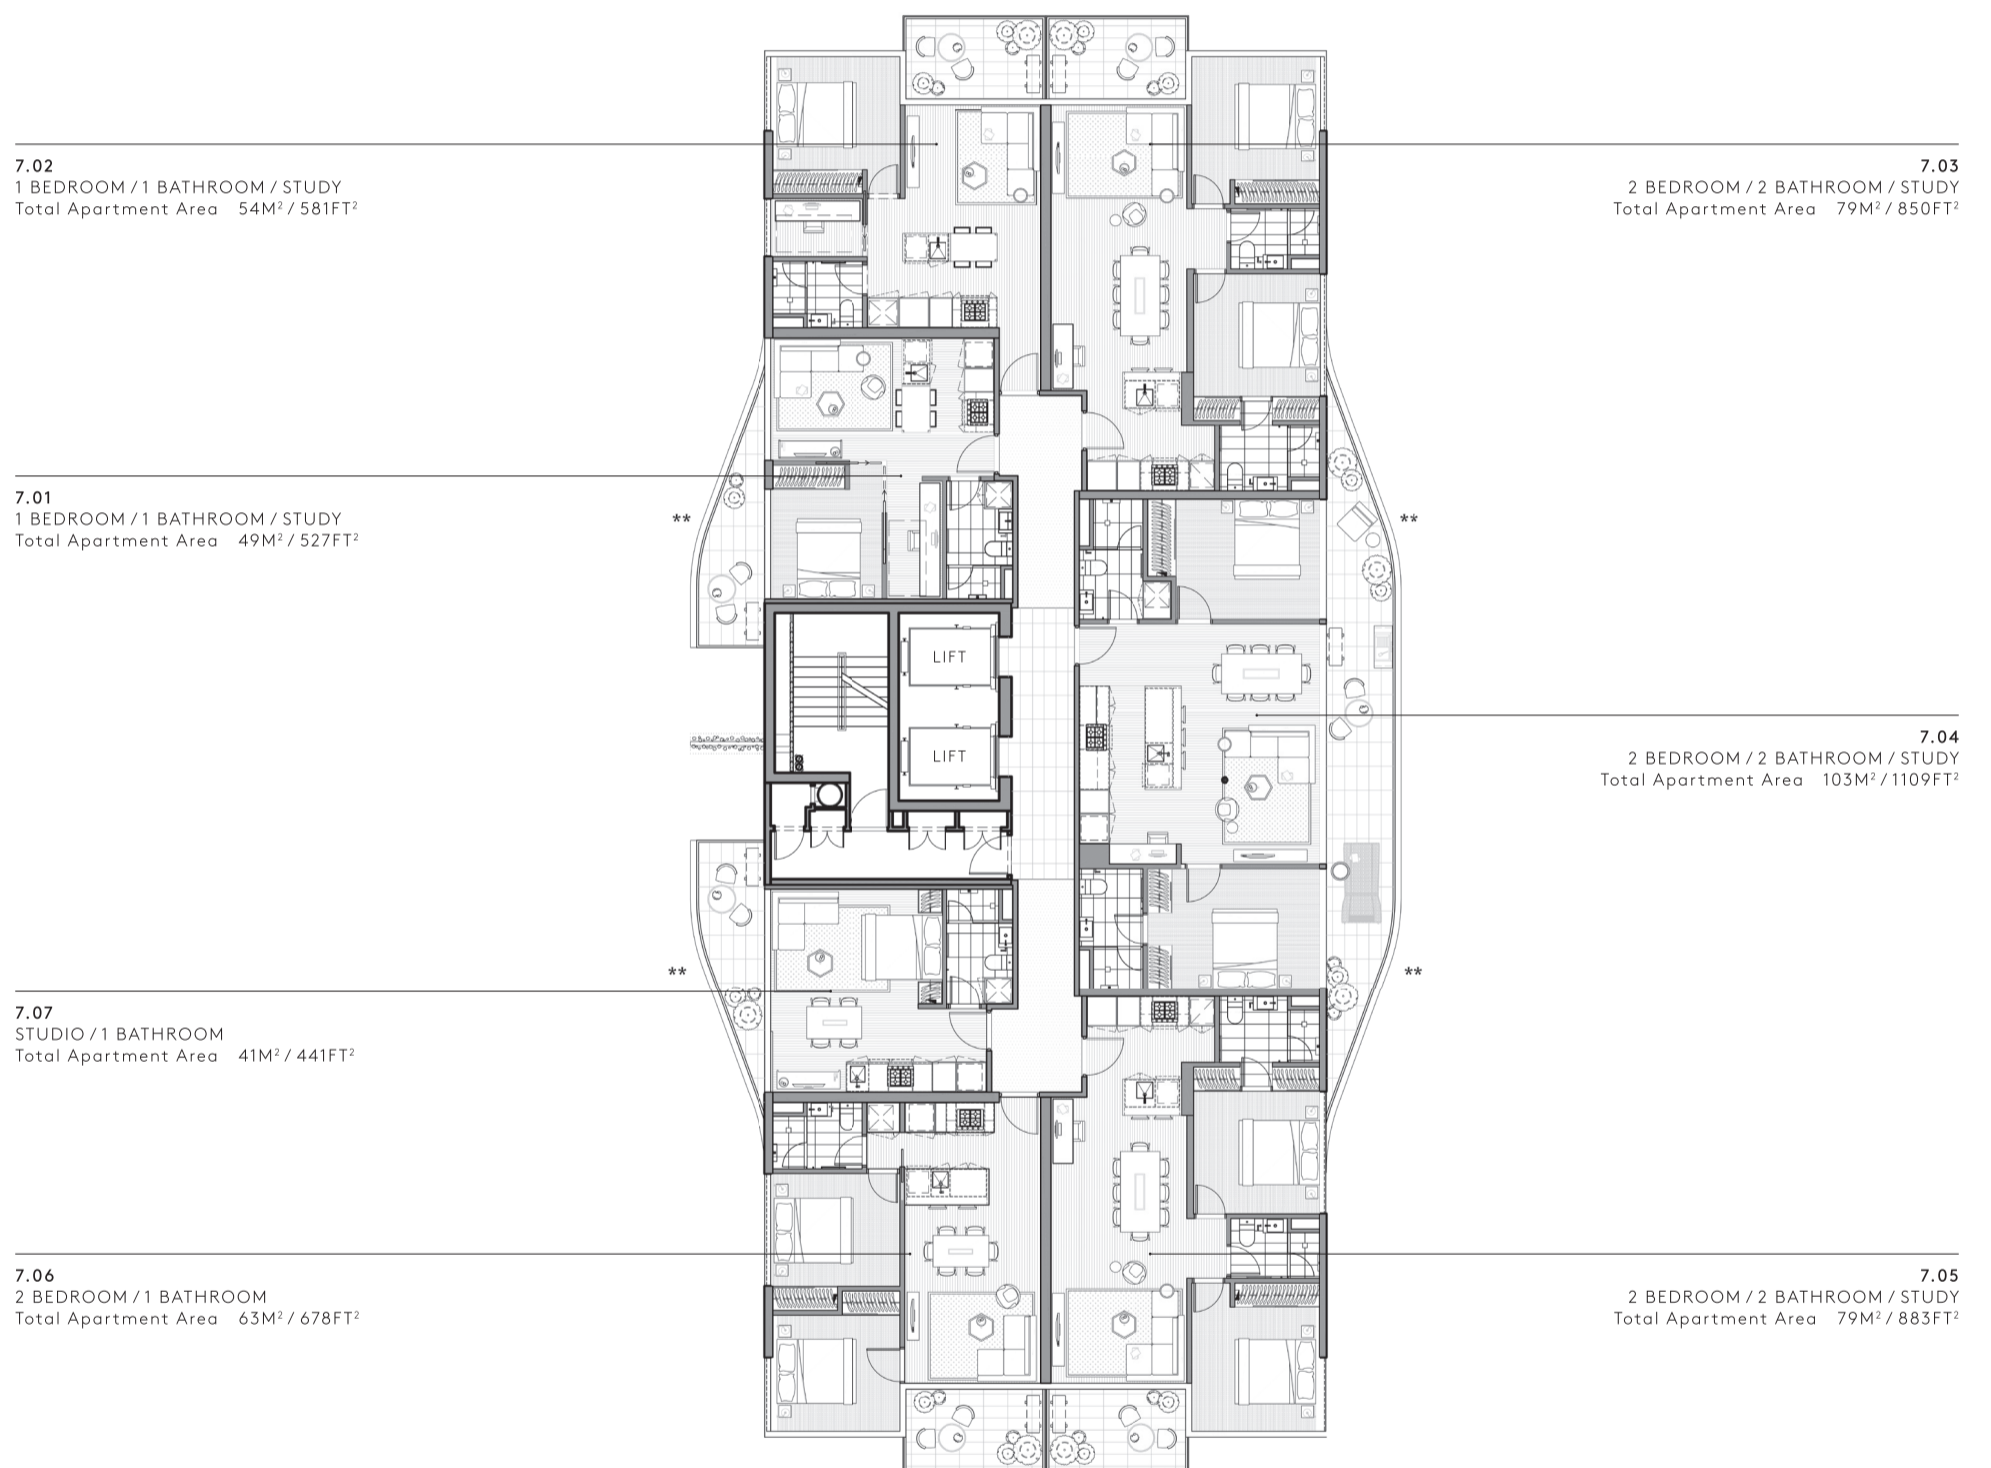 7.02
1 BEDROOM / 1 BATHROOM / STUDY
Total Apartment Area 54M² / 581FT²
7.03
2 BEDROOM / 2 BATHROOM / STUDY
Total Apartment Area 79M² / 850FT²
7.01
1 BEDROOM / 1 BATHROOM / STUDY
Total Apartment Area 49M² / 527FT²
**
**
LIFT
LIFT
7.04
2 BEDROOM / 2 BATHROOM / STUDY
Total Apartment Area 103M² / 1109FT²
**
**
7.07
STUDIO / 1 BATHROOM
Total Apartment Area 41M² / 441FT²
7.06
2 BEDROOM / 1 BATHROOM
Total Apartment Area 63M² / 678FT²
7.05
2 BEDROOM / 2 BATHROOM / STUDY
Total Apartment Area 79M² / 883FT²